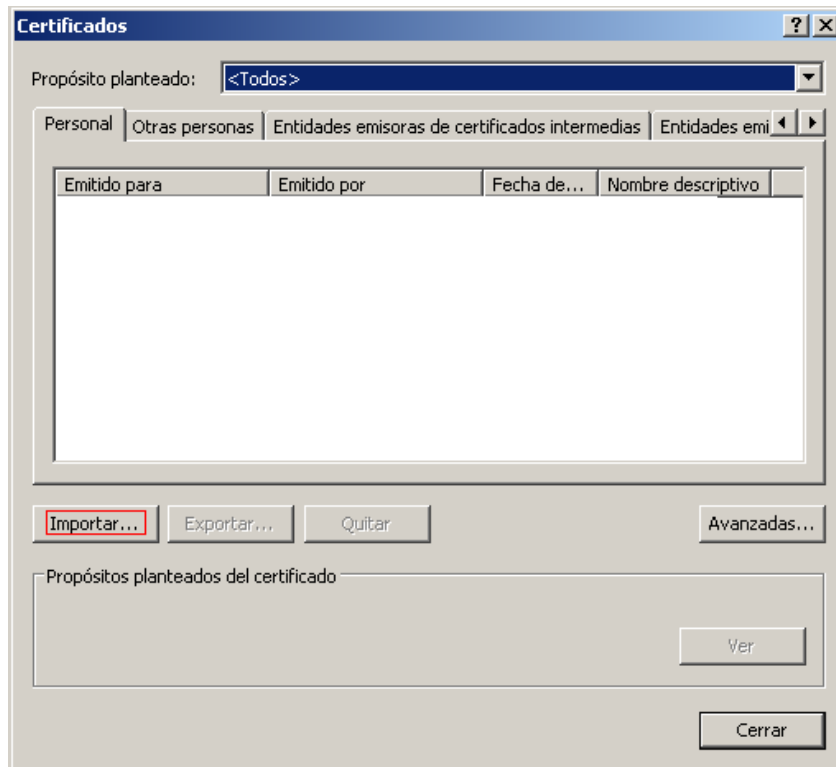 Certificados
Propósito planteado: <Todos>
Personal Otras personas Entidades emisoras de certificados intermedias Entidades emi
Emitido para Emitido por Fecha de... Nombre descriptivo
Importar... Exportar... Quitar Avanzadas...
Propósitos planteados del certificado
Ver
Cerrar